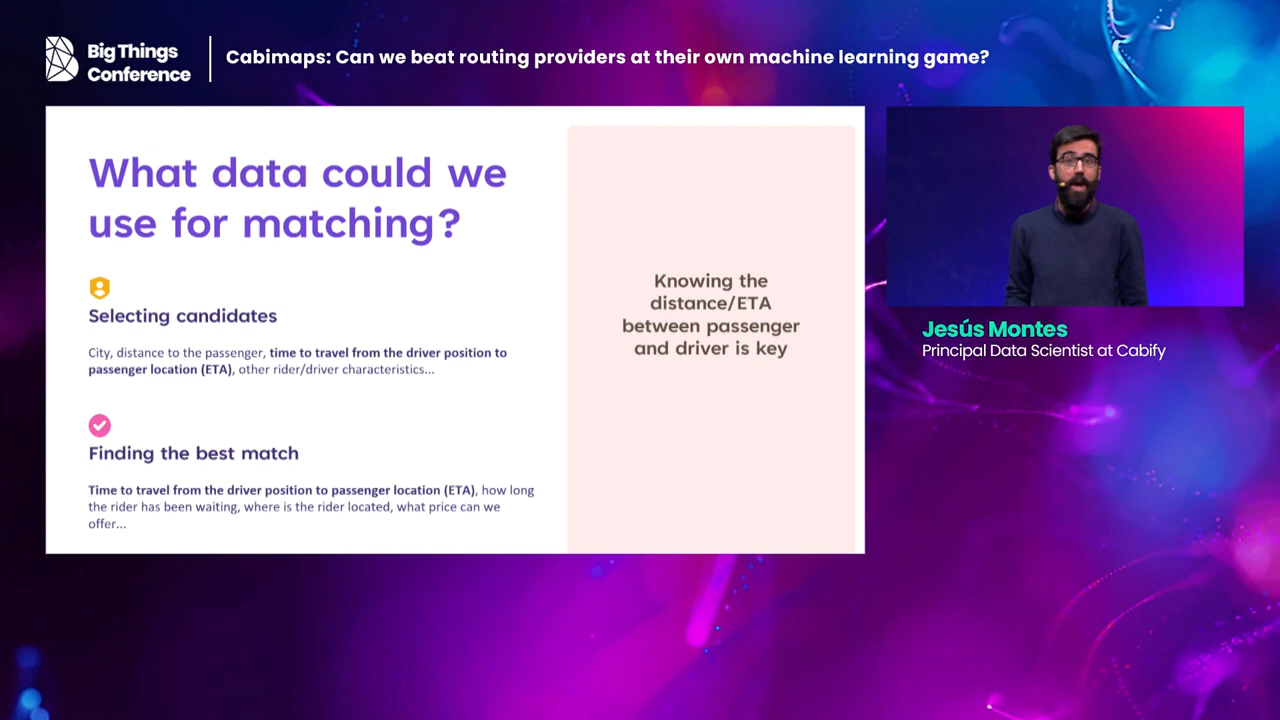 Big Things
Conference
Cabimaps: Can we beat routing providers at their own machine learning game?
What data could we
use for matching?
Selecting candidates
City, distance to the passenger, time to travel from the driver position to
passenger location (ETA), other rider/driver characteristics...
Finding the best match
Time to travel from the driver position to passenger location (ETA), how long
the rider has been waiting, where is the rider located, what price can we
offer...
Knowing the
distance/ETA
between passenger
and driver is key
Jesús Montes
Principal Data Scientist at Cabify